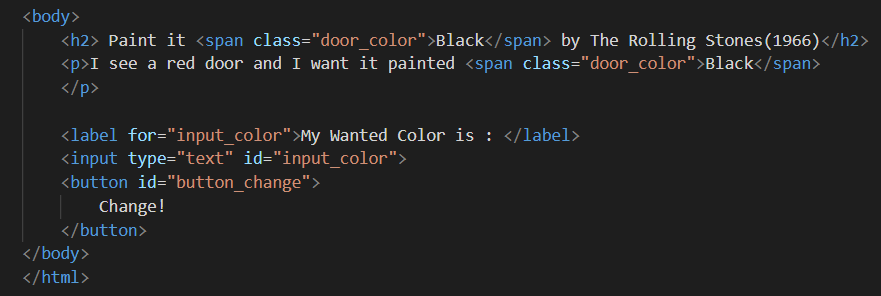 <body>
<h2> Paint it <span class="door_color">Black</span> by The Rolling Stones(1966)</h2>
<p>I see a red door and I want it painted <span class="door_color">Black</span>
</p>
<label for="input_color">My Wanted Color is : </label>
<input type="text" id="input_color">
<button id="button_change">
Change!
</button>
</body>
</html>